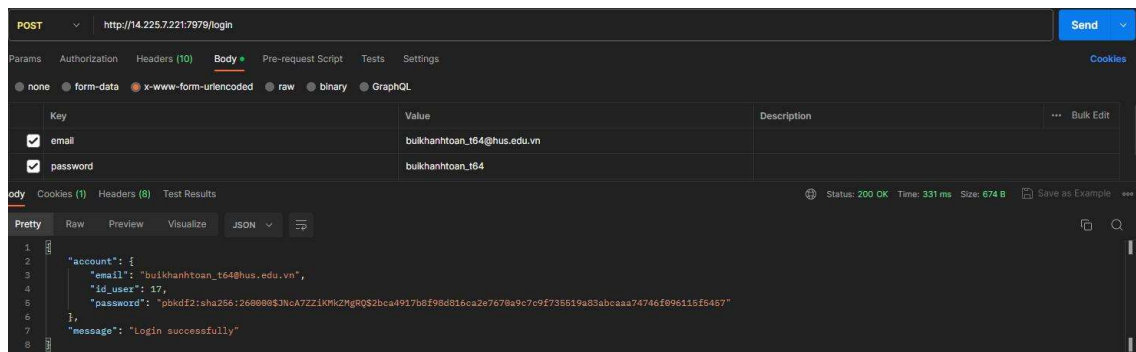 POST http://14.225.7.221:7979/login Send
Params Authorization Headers (10) Body Pre-request Script Tests Settings Cookies
none form-data x-www-form-urlencoded raw binary GraphQL
Key Value Description ••• Bulk Edit
email buikhanhtoan_t64@hus.edu.vn
password buikhanhtoan_t64
ody Cookies (1) Headers (8) Test Results Status: 200 OK Time: 331 ms Size: 674 B Save as Example •••
Pretty Raw Preview Visualize JSON
1 {
2 "account": {
3 "email": "buikhanhtoan_t64@hus.edu.vn",
4 "id_user": 17,
5 "password": "pbkdf2:sha256:260000$JNcA7ZZiKMkZMgRQ$2bca4917b8f98d816ca2e7670a9c7c9f735519a83abcaaa74746f096115f5457"
6 },
7 "message": "Login successfully"
8 }